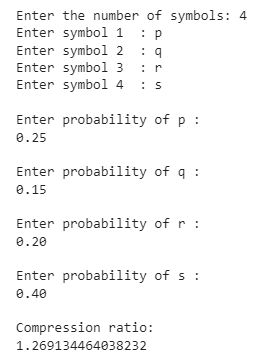 Enter the number of symbols: 4
Enter symbol 1  : p
Enter symbol 2  : q
Enter symbol 3  : r
Enter symbol 4  : s
Enter probability of p :
0.25
Enter probability of q :
0.15
Enter probability of r :
0.20
Enter probability of s :
0.40
Compression ratio:
1.269134464038232